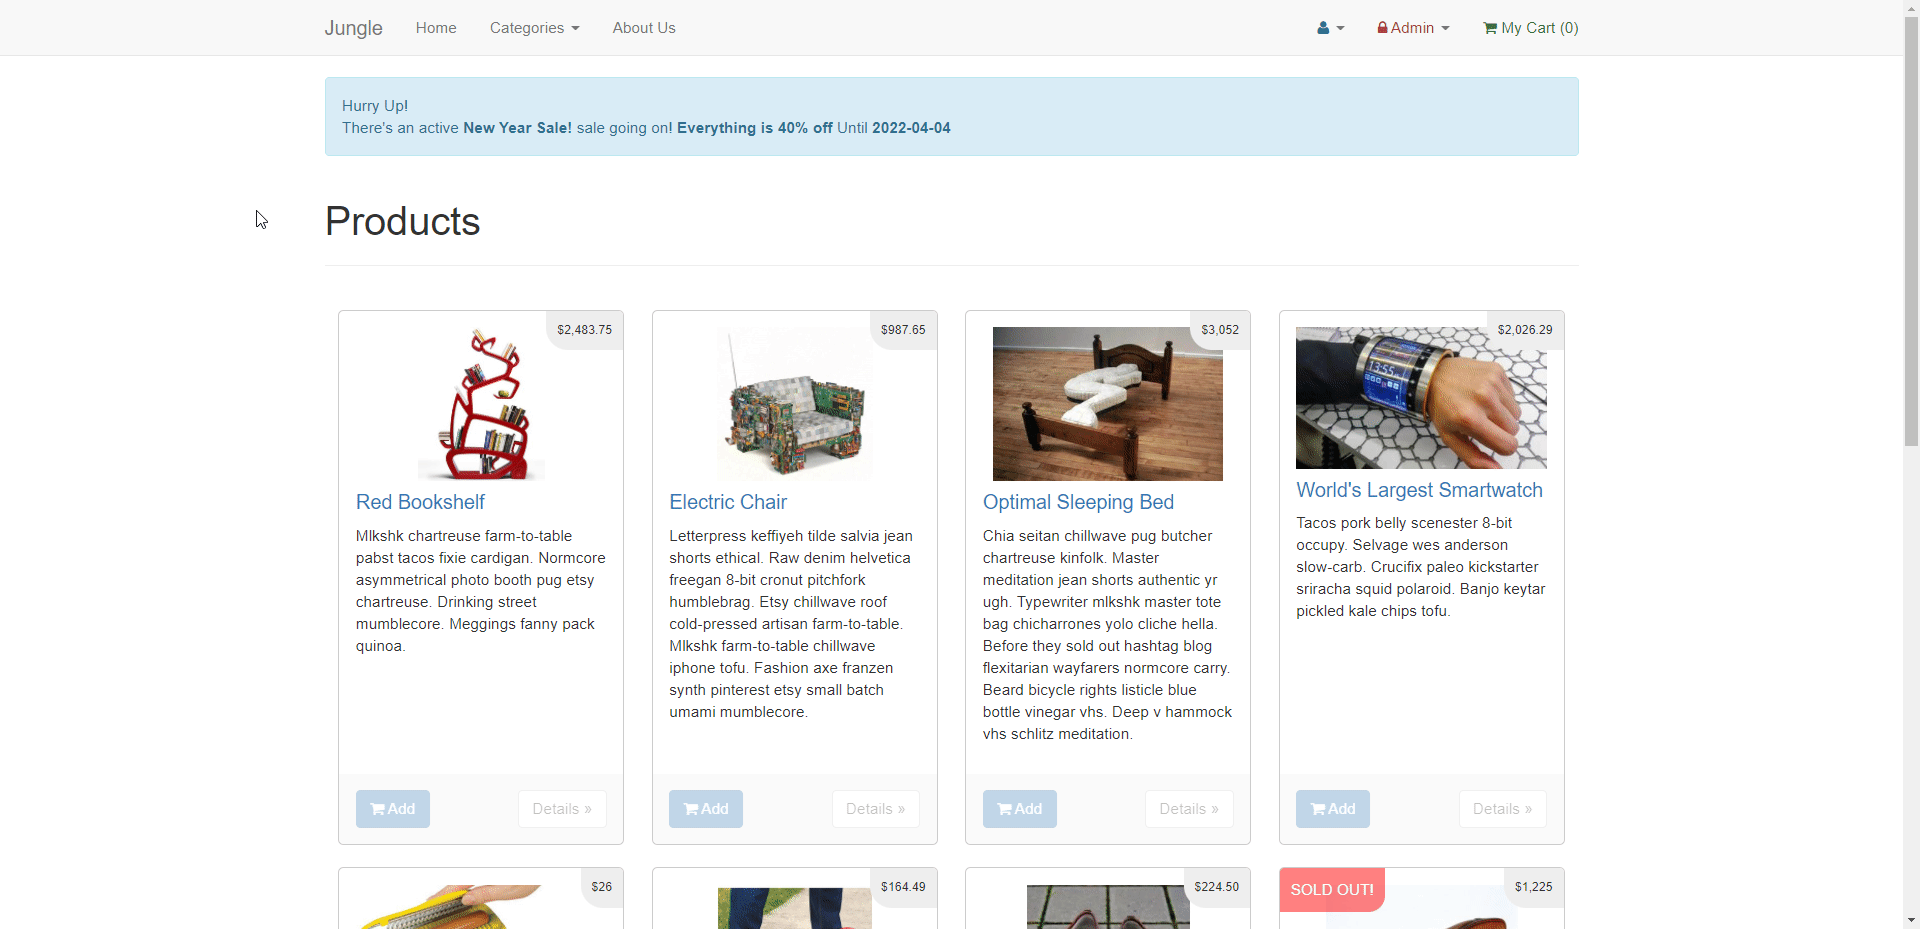 Jungle Home Categories About Us Admin My Cart (0)
Hurry Up!
There's an active New Year Sale! sale going on! Everything is 40% off Until 2022-04-04
Products
$2,483.75
Red Bookshelf
Mlkshk chartreuse farm-to-table
pabst tacos fixie cardigan. Normcore
asymmetrical photo booth pug etsy
chartreuse. Drinking street
mumblecore. Meggings fanny pack
quinoa.
Add Details »
$987.65
Electric Chair
Letterpress keffiyeh tilde salvia jean
shorts ethical. Raw denim helvetica
freegan 8-bit cronut pitchfork
humblebrag. Etsy chillwave roof
cold-pressed artisan farm-to-table.
Mlkshk farm-to-table chillwave
iphone tofu. Fashion axe franzen
synth pinterest etsy small batch
umami mumblecore.
Add Details »
$3,052
Optimal Sleeping Bed
Chia seitan chillwave pug butcher
chartreuse kinfolk. Master
meditation jean shorts authentic yr
ugh. Typewriter mlkshk master tote
bag chicharrones yolo cliche hella.
Before they sold out hashtag blog
flexitarian wayfarers normcore carry.
Beard bicycle rights listicle blue
bottle vinegar vhs. Deep v hammock
vhs schlitz meditation.
Add Details »
$2,026.29
13:55
World's Largest Smartwatch
Tacos pork belly scenester 8-bit
occupy. Selvage wes anderson
slow-carb. Crucifix paleo kickstarter
sriracha squid polaroid. Banjo keytar
pickled kale chips tofu.
Add Details »
$26
$164.49
$224.50
SOLD OUT! $1,225